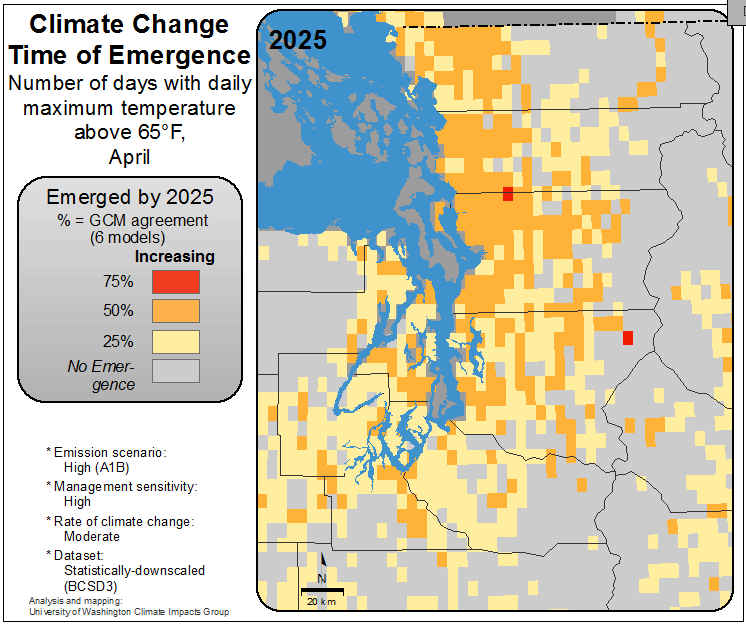 Climate Change
Time of Emergence
Number of days with daily
maximum temperature
above 65°F,
April
Emerged by 2025
% = GCM agreement
(6 models)
Increasing
75%
50%
25%
No Emer-
gence
* Emission scenario:
High (A1B)
* Management sensitivity:
High
* Rate of climate change:
Moderate
* Dataset:
Statistically-downscaled
(BCSD3)
Analysis and mapping:
University of Washington Climate Impacts Group
2025
N
20 km